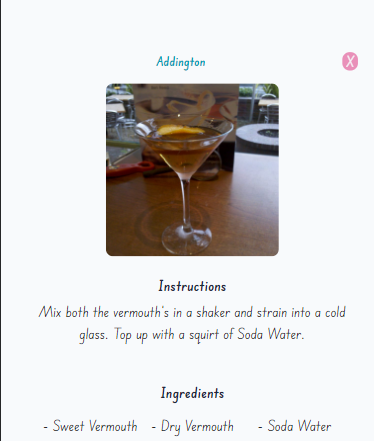 Addington
X
Instructions
Mix both the vermouth's in a shaker and strain into a cold
glass. Top up with a squirt of Soda Water.
Ingredients
- Sweet Vermouth - Dry Vermouth - Soda Water